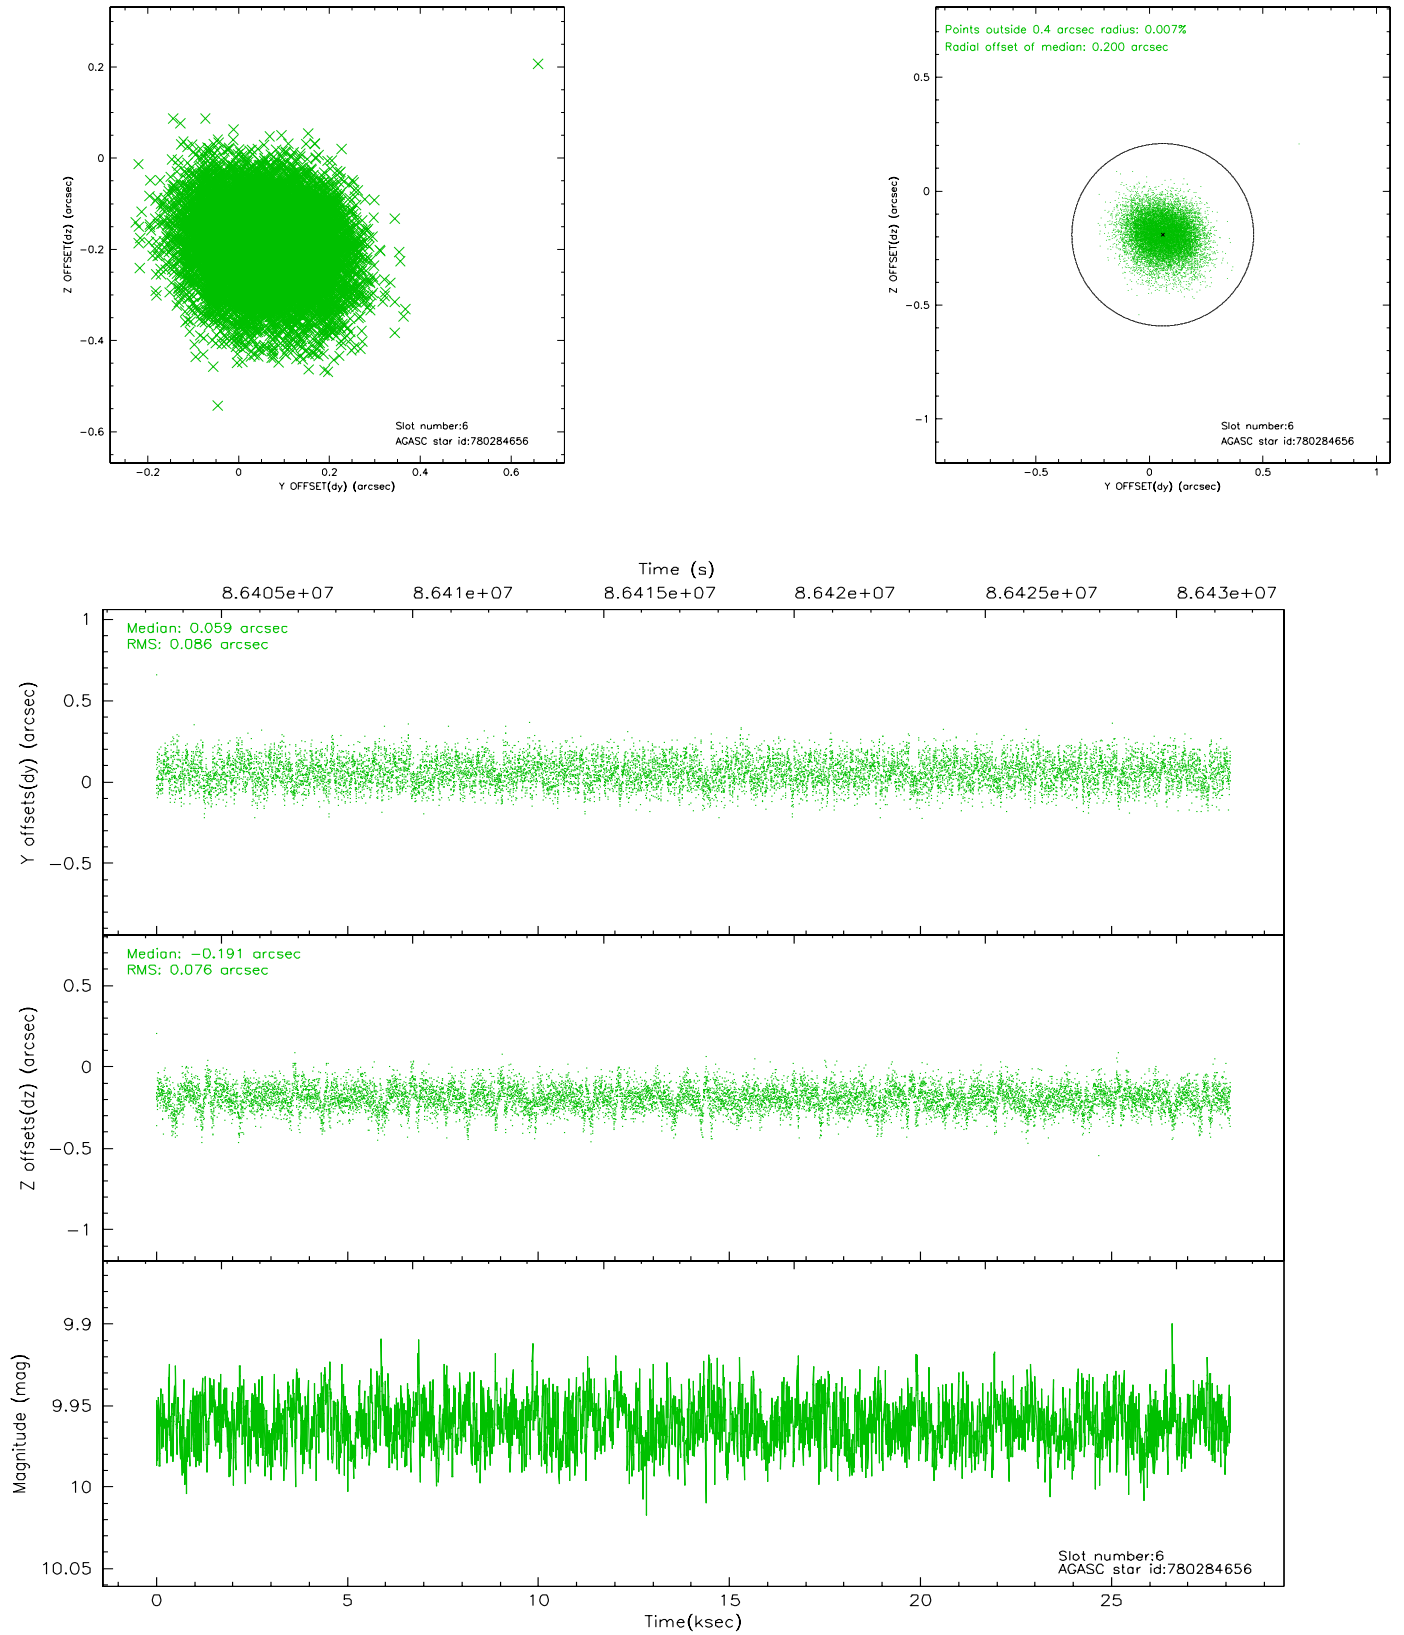 0.2
0
−0.2
−0.4
−0.6
Z OFFSET(dz) (arcsec)
Slot number:6
AGASC star id:780284656
−0.2 0 0.2 0.4 0.6
Y OFFSET(dy) (arcsec)
Points outside 0.4 arcsec radius: 0.007%
Radial offset of median: 0.200 arcsec
0.5
0
−0.5
−1
Z OFFSET(dz) (arcsec)
Slot number:6
AGASC star id:780284656
−0.5 0 0.5 1
Y OFFSET(dy) (arcsec)
Time (s)
8.6405e+07 8.641e+07 8.6415e+07 8.642e+07 8.6425e+07 8.643e+07
Median: 0.059 arcsec
RMS: 0.086 arcsec
1
0.5
0
−0.5
Y offsets(dy) (arcsec)
Median: −0.191 arcsec
RMS: 0.076 arcsec
0.5
0
−0.5
−1
Z offsets(dz) (arcsec)
9.9
9.95
10
10.05
Magnitude (mag)
Slot number:6
AGASC star id:780284656
0 5 10 15 20 25
Time(ksec)